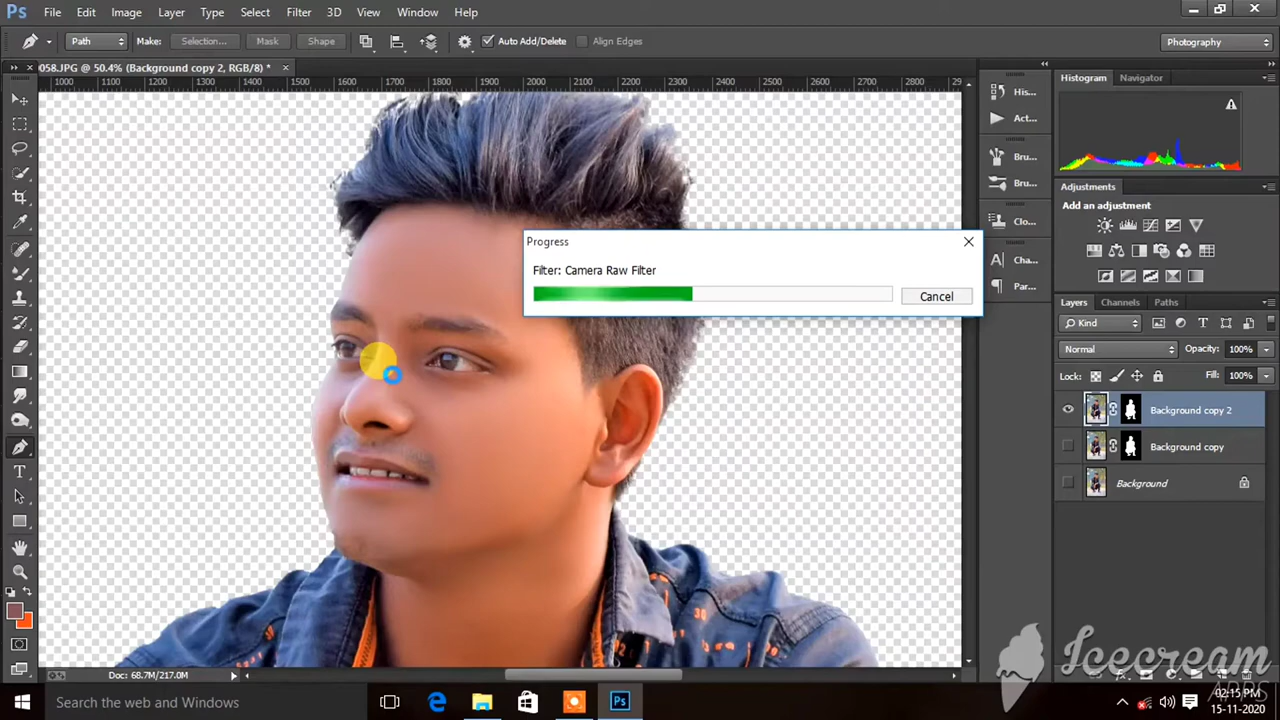 Ps File Edit Image Layer Type Select Filter 3D View Window Help
Path Make: Selection... Mask Shape Auto Add/Delete Align Edges Photography
058.JPG @ 50.4% (Background copy 2, RGB/8) * ×
1000 1100 1200 1300 1400 1500 1600 1700 1800 1900 2000 2100 2200 2300 2400 2500 2600 2700 2800 29
Histogram Navigator
His...
Act...
Bru...
Bru...
Clo...
Cha...
Par...
Adjustments
Add an adjustment
Progress
Filter: Camera Raw Filter
Cancel
Layers Channels Paths
Kind
Normal Opacity: 100%
Lock: Fill: 100%
Background copy 2
Background copy
Background
Doc: 68.7M/217.0M
Icecream
APPS
Search the web and Windows
02:15 PM
15-11-2020